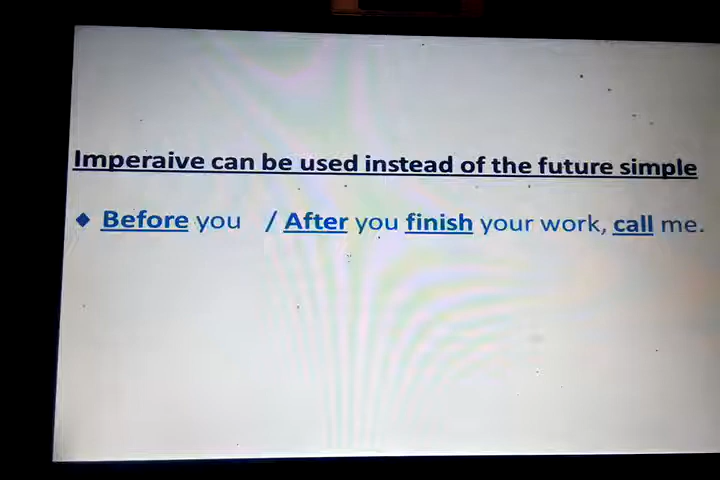 Imperaive can be used instead of the future simple
◆ Before you / After you finish your work, call me.